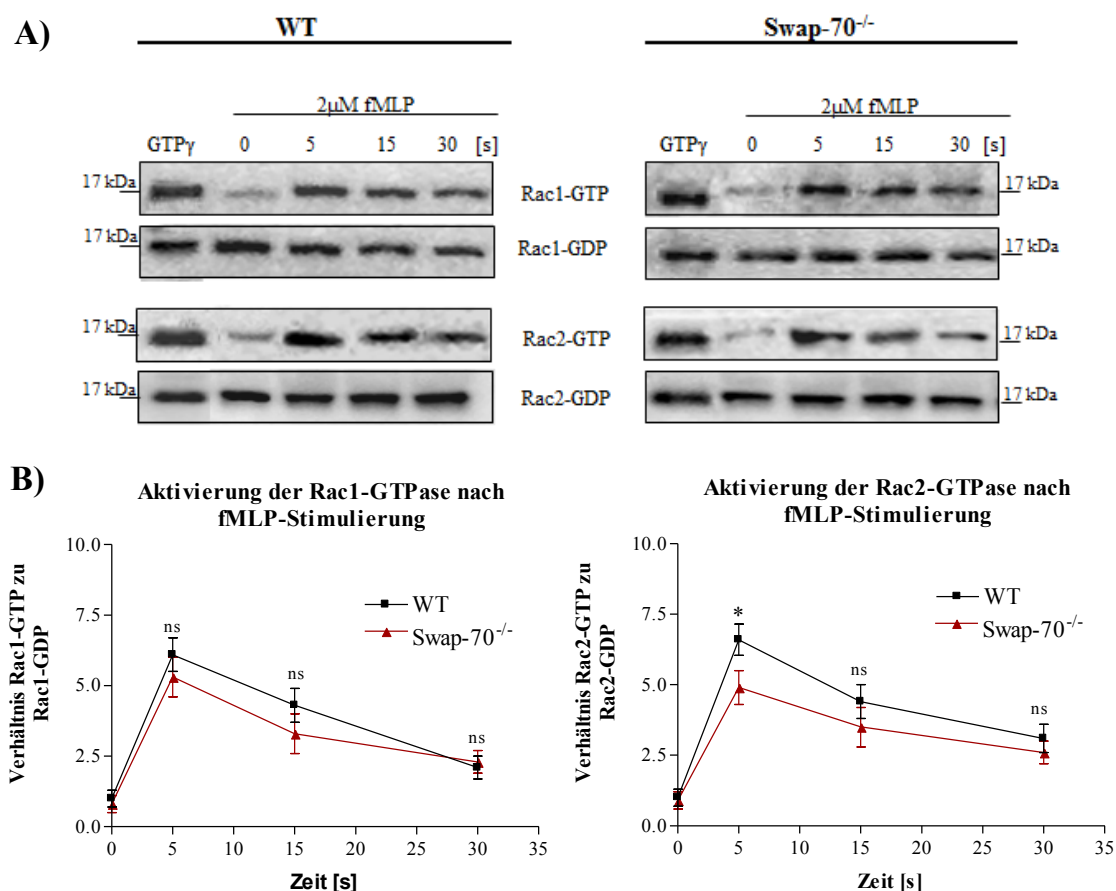 A)
WT
Swap-70-/-
2µM fMLP
2µM fMLP
GTPγ 0 5 15 30 [s]
GTPγ 0 5 15 30 [s]
17 kDa Rac1-GTP 17 kDa
17 kDa Rac1-GDP 17 kDa
17 kDa Rac2-GTP 17 kDa
17 kDa Rac2-GDP 17 kDa
B)
Aktivierung der Rac1-GTPase nach
fMLP-Stimulierung
Verhältnis Rac1-GTP zu
Rac1-GDP
10.0
7.5
5.0
2.5
0.0
ns
ns
ns
WT
Swap-70-/-
0 5 10 15 20 25 30 35
Zeit [s]
Aktivierung der Rac2-GTPase nach
fMLP-Stimulierung
Verhältnis Rac2-GTP zu
Rac2-GDP
10.0
7.5
5.0
2.5
0.0
*
ns
ns
WT
Swap-70-/-
0 5 10 15 20 25 30 35
Zeit [s]